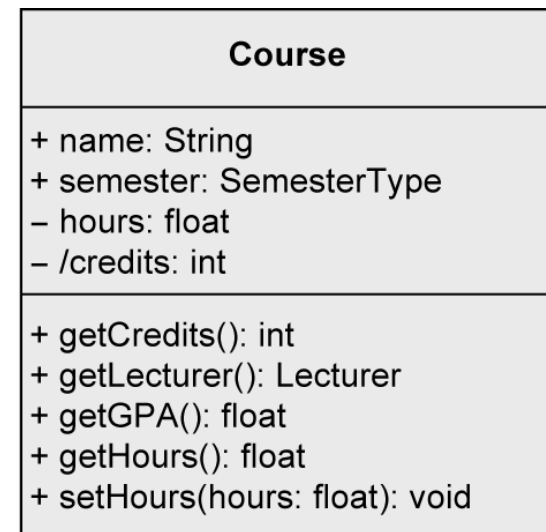 Course
+ name: String
+ semester: SemesterType
– hours: float
– /credits: int
+ getCredits(): int
+ getLecturer(): Lecturer
+ getGPA(): float
+ getHours(): float
+ setHours(hours: float): void